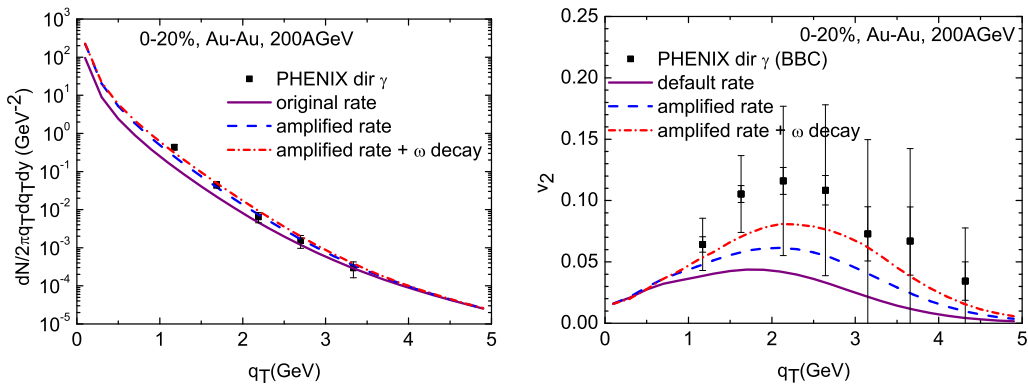 0-20%, Au-Au, 200AGeV
PHENIX dir γ
original rate
amplified rate
amplified rate + ω decay
dN/2πq_Tdq_Tdy (GeV^-2)
10^3
10^2
10^1
10^0
10^-1
10^-2
10^-3
10^-4
10^-5
0 1 2 3 4 5
q_T(GeV)
0-20%, Au-Au, 200AGeV
PHENIX dir γ (BBC)
default rate
amplified rate
amplifed rate + ω decay
v_2
0.25
0.20
0.15
0.10
0.05
0.00
0 1 2 3 4 5
q_T(GeV)